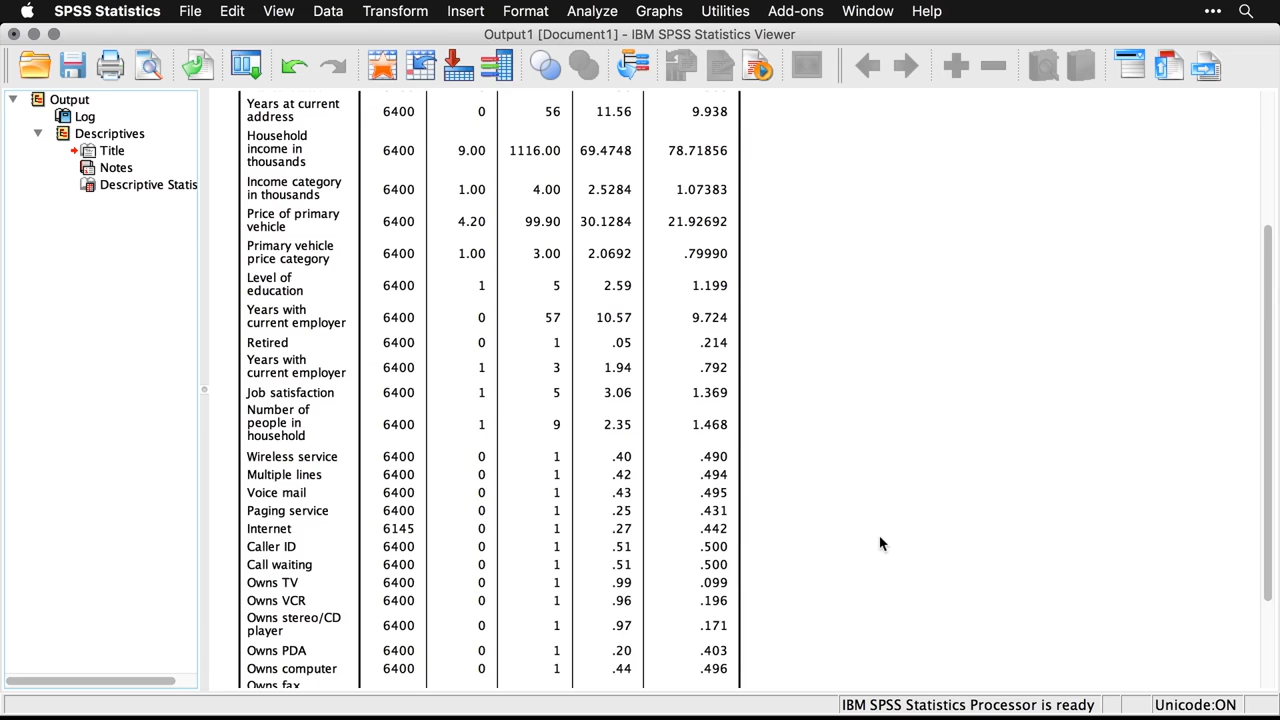 SPSS Statistics File Edit View Data Transform Insert Format Analyze Graphs Utilities Add-ons Window Help
Output1 [Document1] - IBM SPSS Statistics Viewer
Output
Log
Descriptives
Title
Notes
Descriptive Statis
Years at current
address 6400 0 56 11.56 9.938
Household
income in
thousands 6400 9.00 1116.00 69.4748 78.71856
Income category
in thousands 6400 1.00 4.00 2.5284 1.07383
Price of primary
vehicle 6400 4.20 99.90 30.1284 21.92692
Primary vehicle
price category 6400 1.00 3.00 2.0692 .79990
Level of
education 6400 1 5 2.59 1.199
Years with
current employer 6400 0 57 10.57 9.724
Retired 6400 0 1 .05 .214
Years with
current employer 6400 1 3 1.94 .792
Job satisfaction 6400 1 5 3.06 1.369
Number of
people in
household 6400 1 9 2.35 1.468
Wireless service 6400 0 1 .40 .490
Multiple lines 6400 0 1 .42 .494
Voice mail 6400 0 1 .43 .495
Paging service 6400 0 1 .25 .431
Internet 6145 0 1 .27 .442
Caller ID 6400 0 1 .51 .500
Call waiting 6400 0 1 .51 .500
Owns TV 6400 0 1 .99 .099
Owns VCR 6400 0 1 .96 .196
Owns stereo/CD
player 6400 0 1 .97 .171
Owns PDA 6400 0 1 .20 .403
Owns computer 6400 0 1 .44 .496
Owns fax
IBM SPSS Statistics Processor is ready Unicode:ON